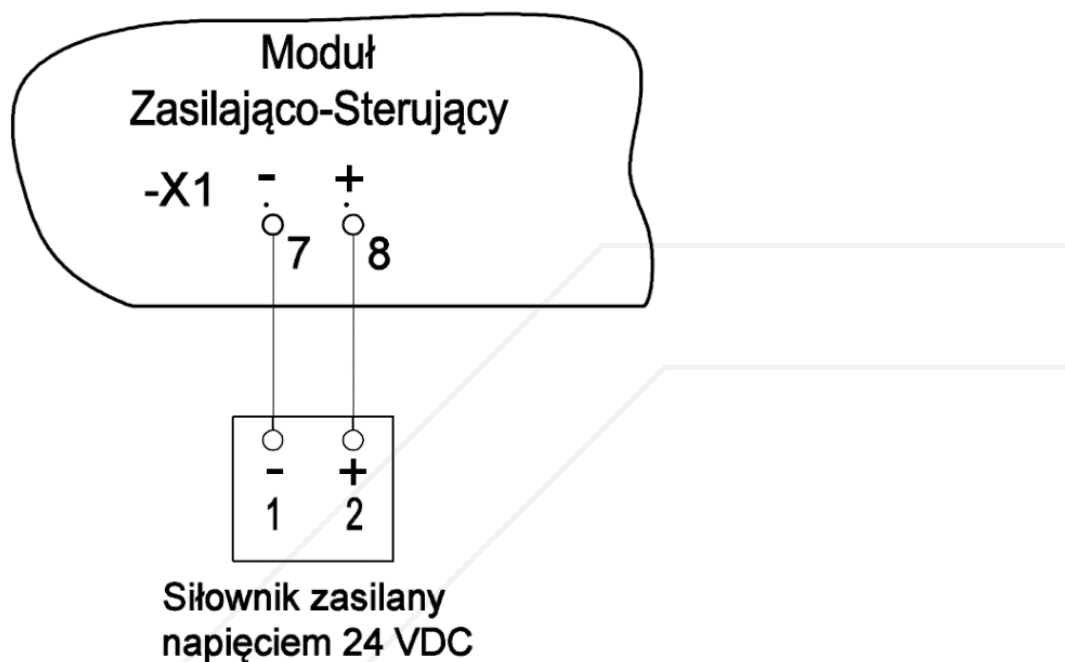 Moduł
Zasilająco-Sterujący
-X1 - +
7 8
- +
1 2
Siłownik zasilany
napięciem 24 VDC